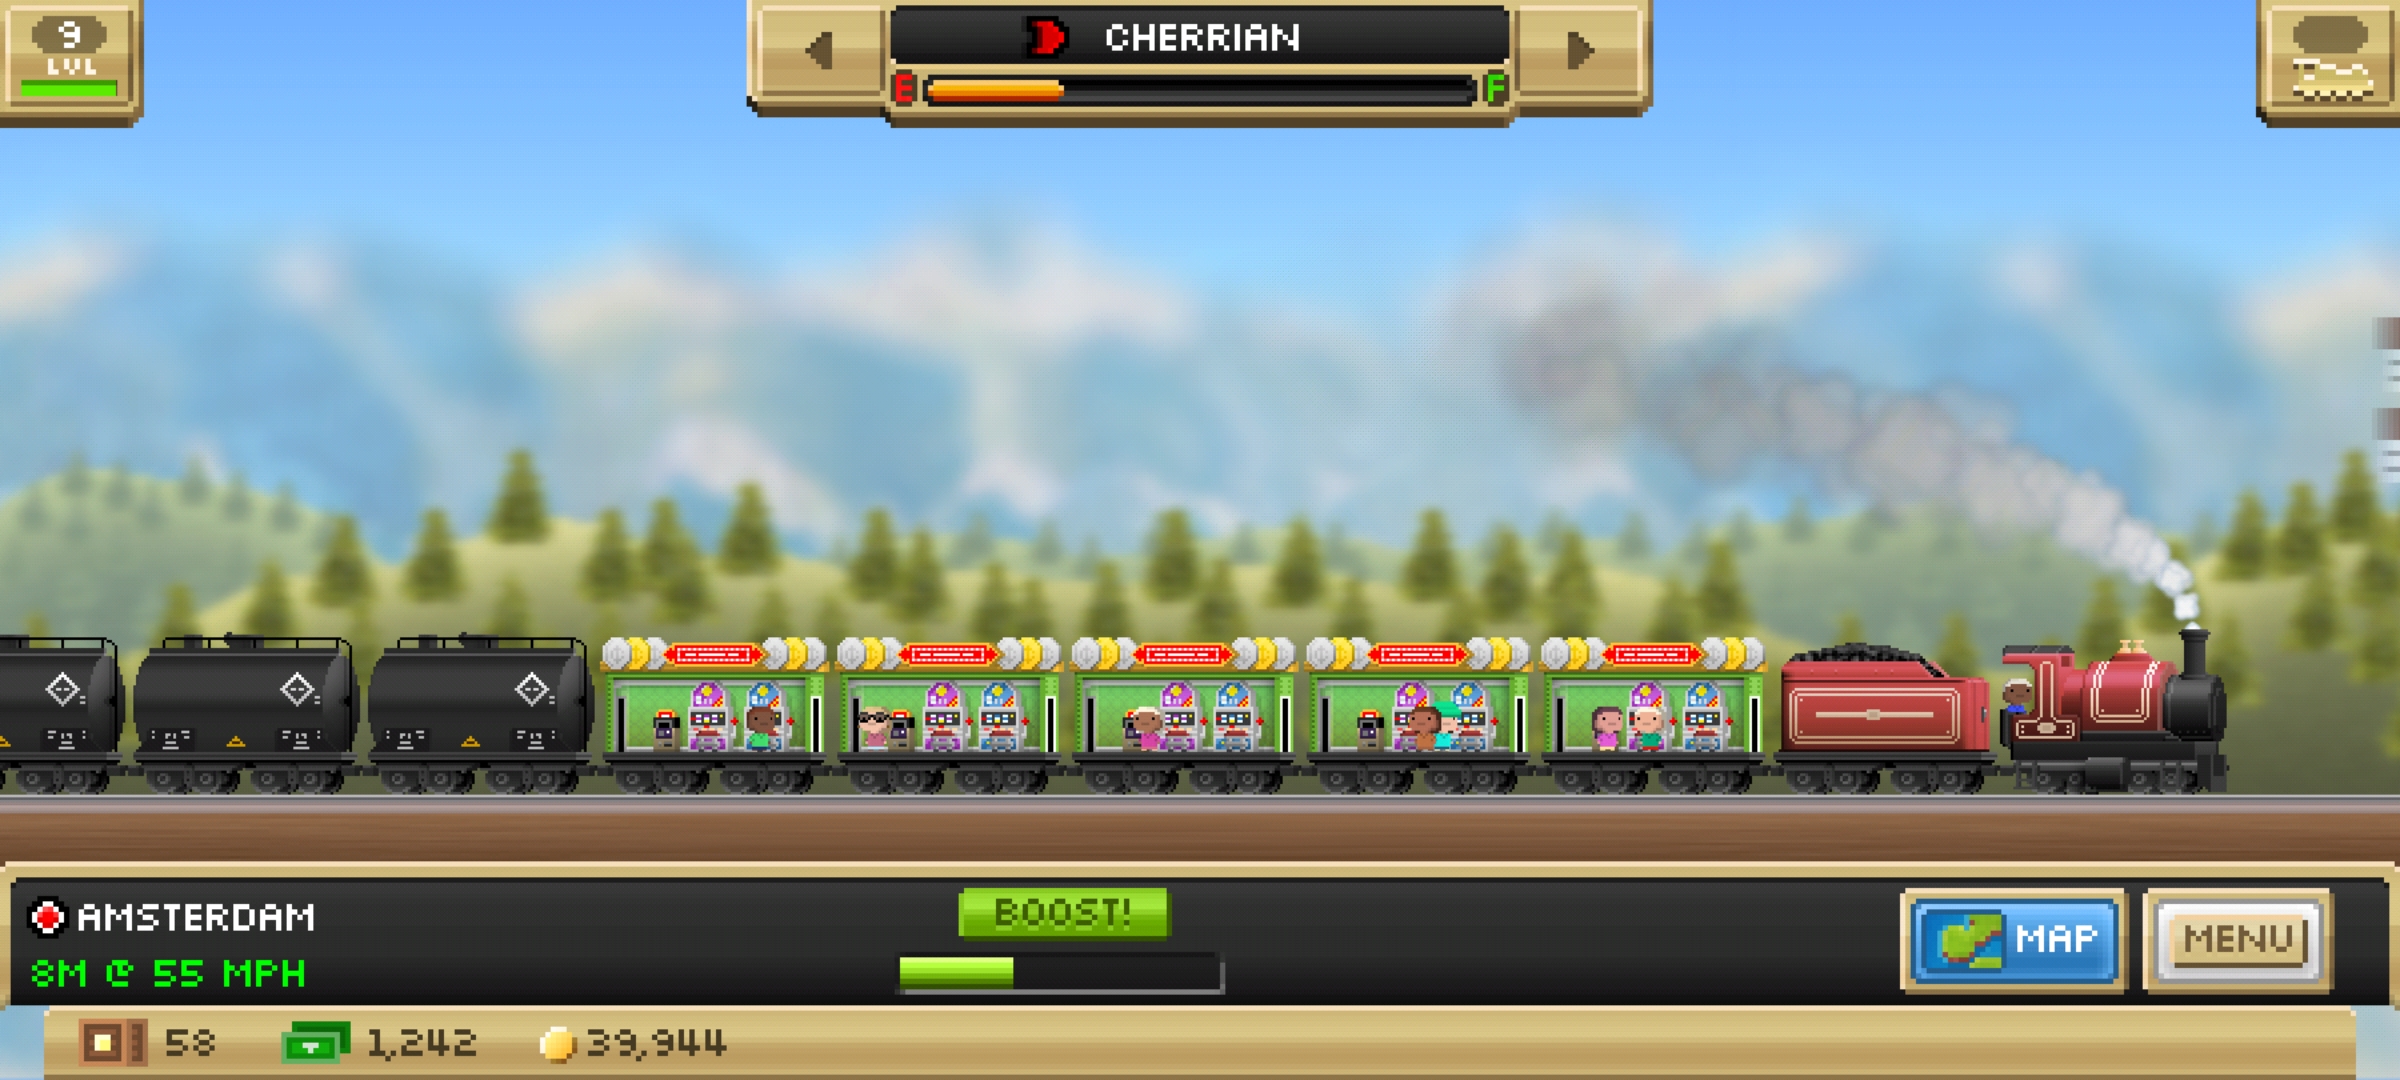 9
LVL
CHERRIAN
E
F
AMSTERDAM
8M @ 55 MPH
BOOST!
MAP
MENU
58
1,242
39,944